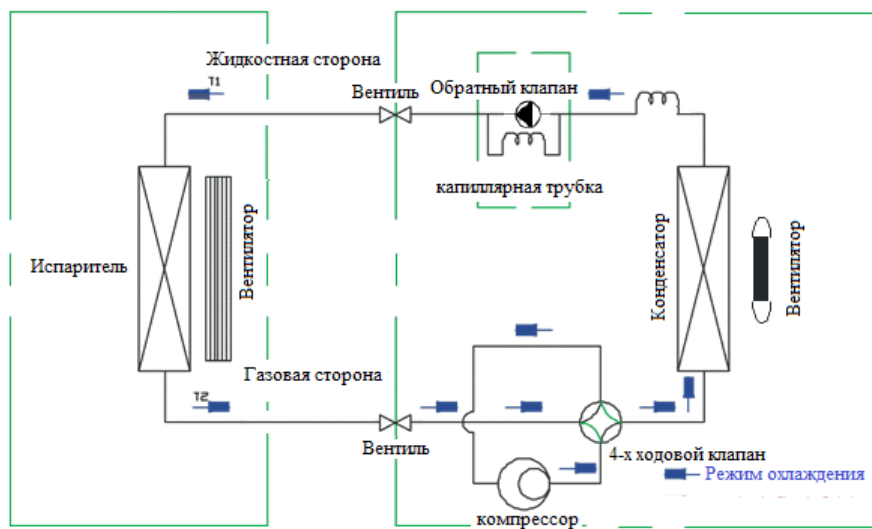 Жидкостная сторона
T1
Вентиль
Обратный клапан
капиллярная трубка
Испаритель
Вентилятор
Конденсатор
Вентилятор
Газовая сторона
T2
Вентиль
4-х ходовой клапан
Режим охлаждения
компрессор